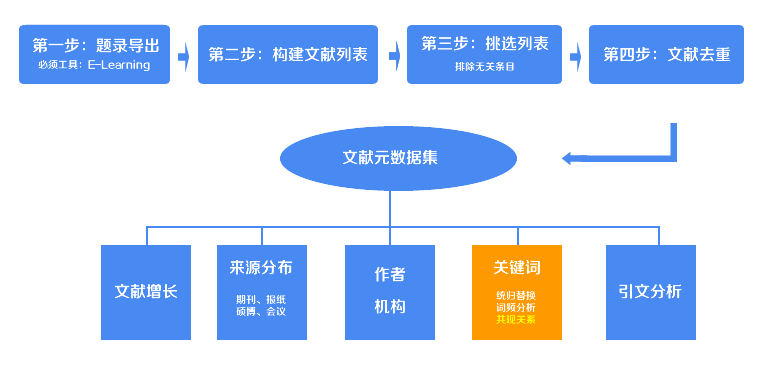 第一步：题录导出
必须工具：E-Learning
第二步：构建文献列表
第三步：挑选列表
排除无关条目
第四步：文献去重
文献元数据集
文献增长
来源分布
期刊、报纸
硕博、会议
作者
机构
关键词
统归替换
词频分析
共现关系
引文分析